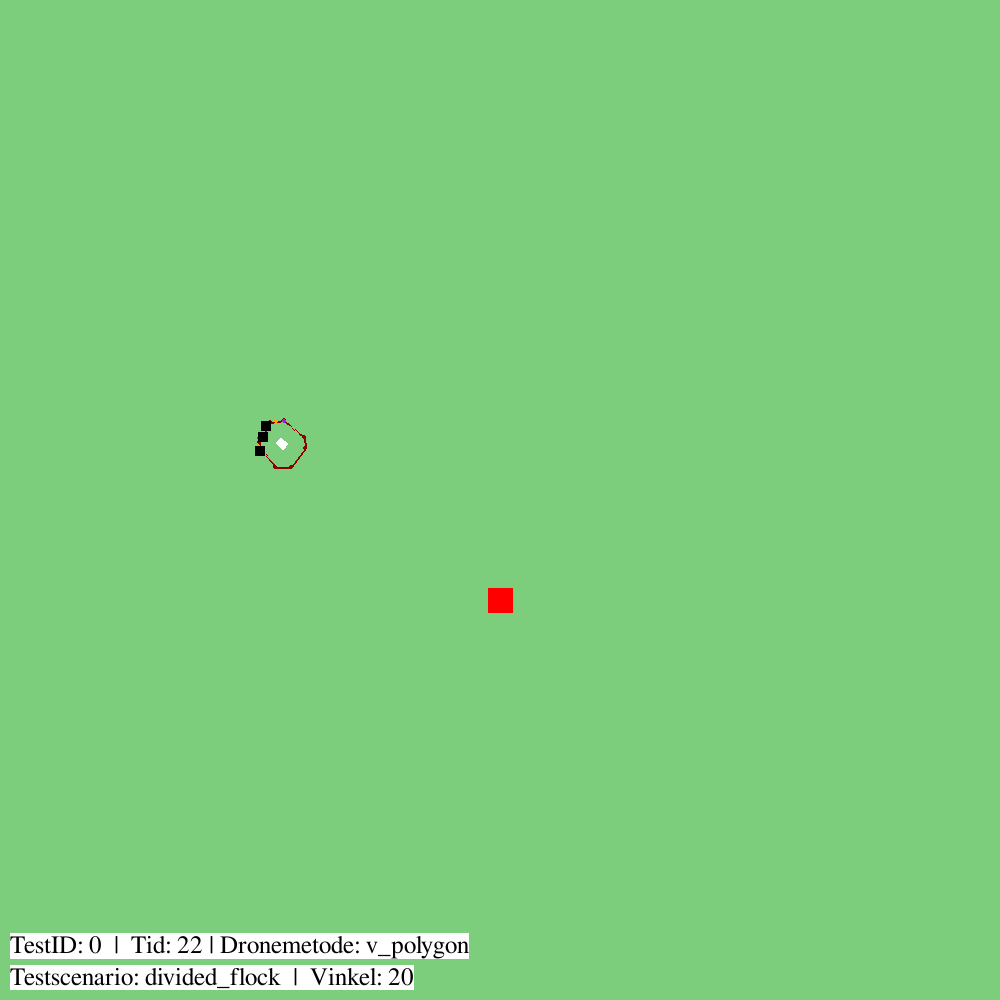 TestID: 0 | Tid: 22 | Dronemetode: v_polygon
Testscenario: divided_flock | Vinkel: 20